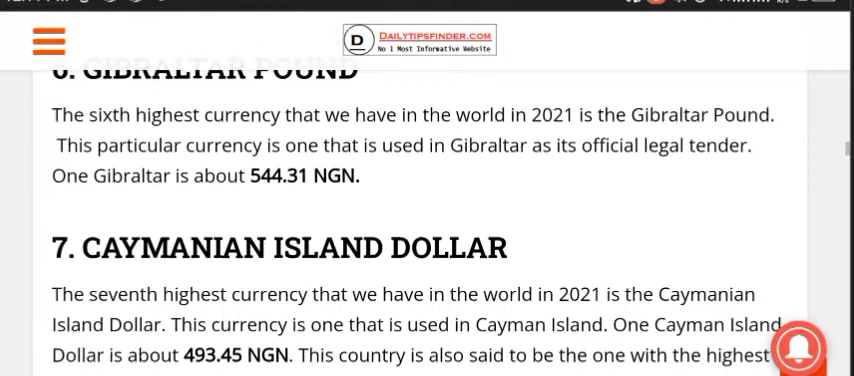 D DAILYTIPSFINDER.COM
No 1 Most Informative Website
6. GIBRALTAR POUND
The sixth highest currency that we have in the world in 2021 is the Gibraltar Pound.
This particular currency is one that is used in Gibraltar as its official legal tender.
One Gibraltar is about 544.31 NGN.
7. CAYMANIAN ISLAND DOLLAR
The seventh highest currency that we have in the world in 2021 is the Caymanian
Island Dollar. This currency is one that is used in Cayman Island. One Cayman Island
Dollar is about 493.45 NGN. This country is also said to be the one with the highest